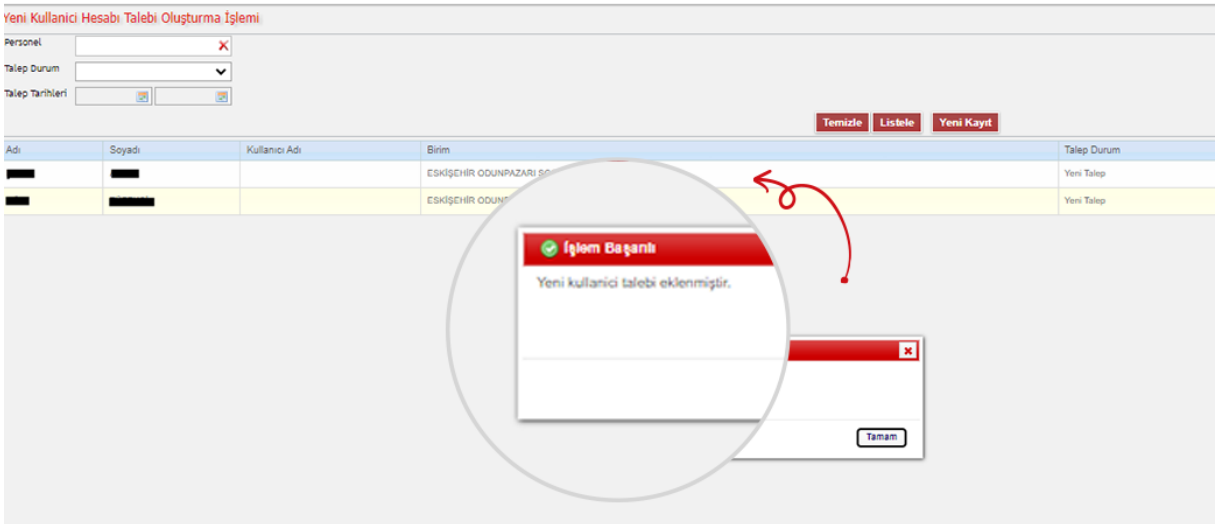 Yeni Kullanici Hesabı Talebi Oluşturma İşlemi
Personel
Talep Durum
Talep Tarihleri
Temizle Listele Yeni Kayıt
Adı Soyadı Kullanıcı Adı Birim Talep Durum
ESKİŞEHİR ODUNPAZARI Yeni Talep
ESKİŞEHİR Yeni Talep
İşlem Başarılı
Yeni kullanici talebi eklenmiştir.
Tamam